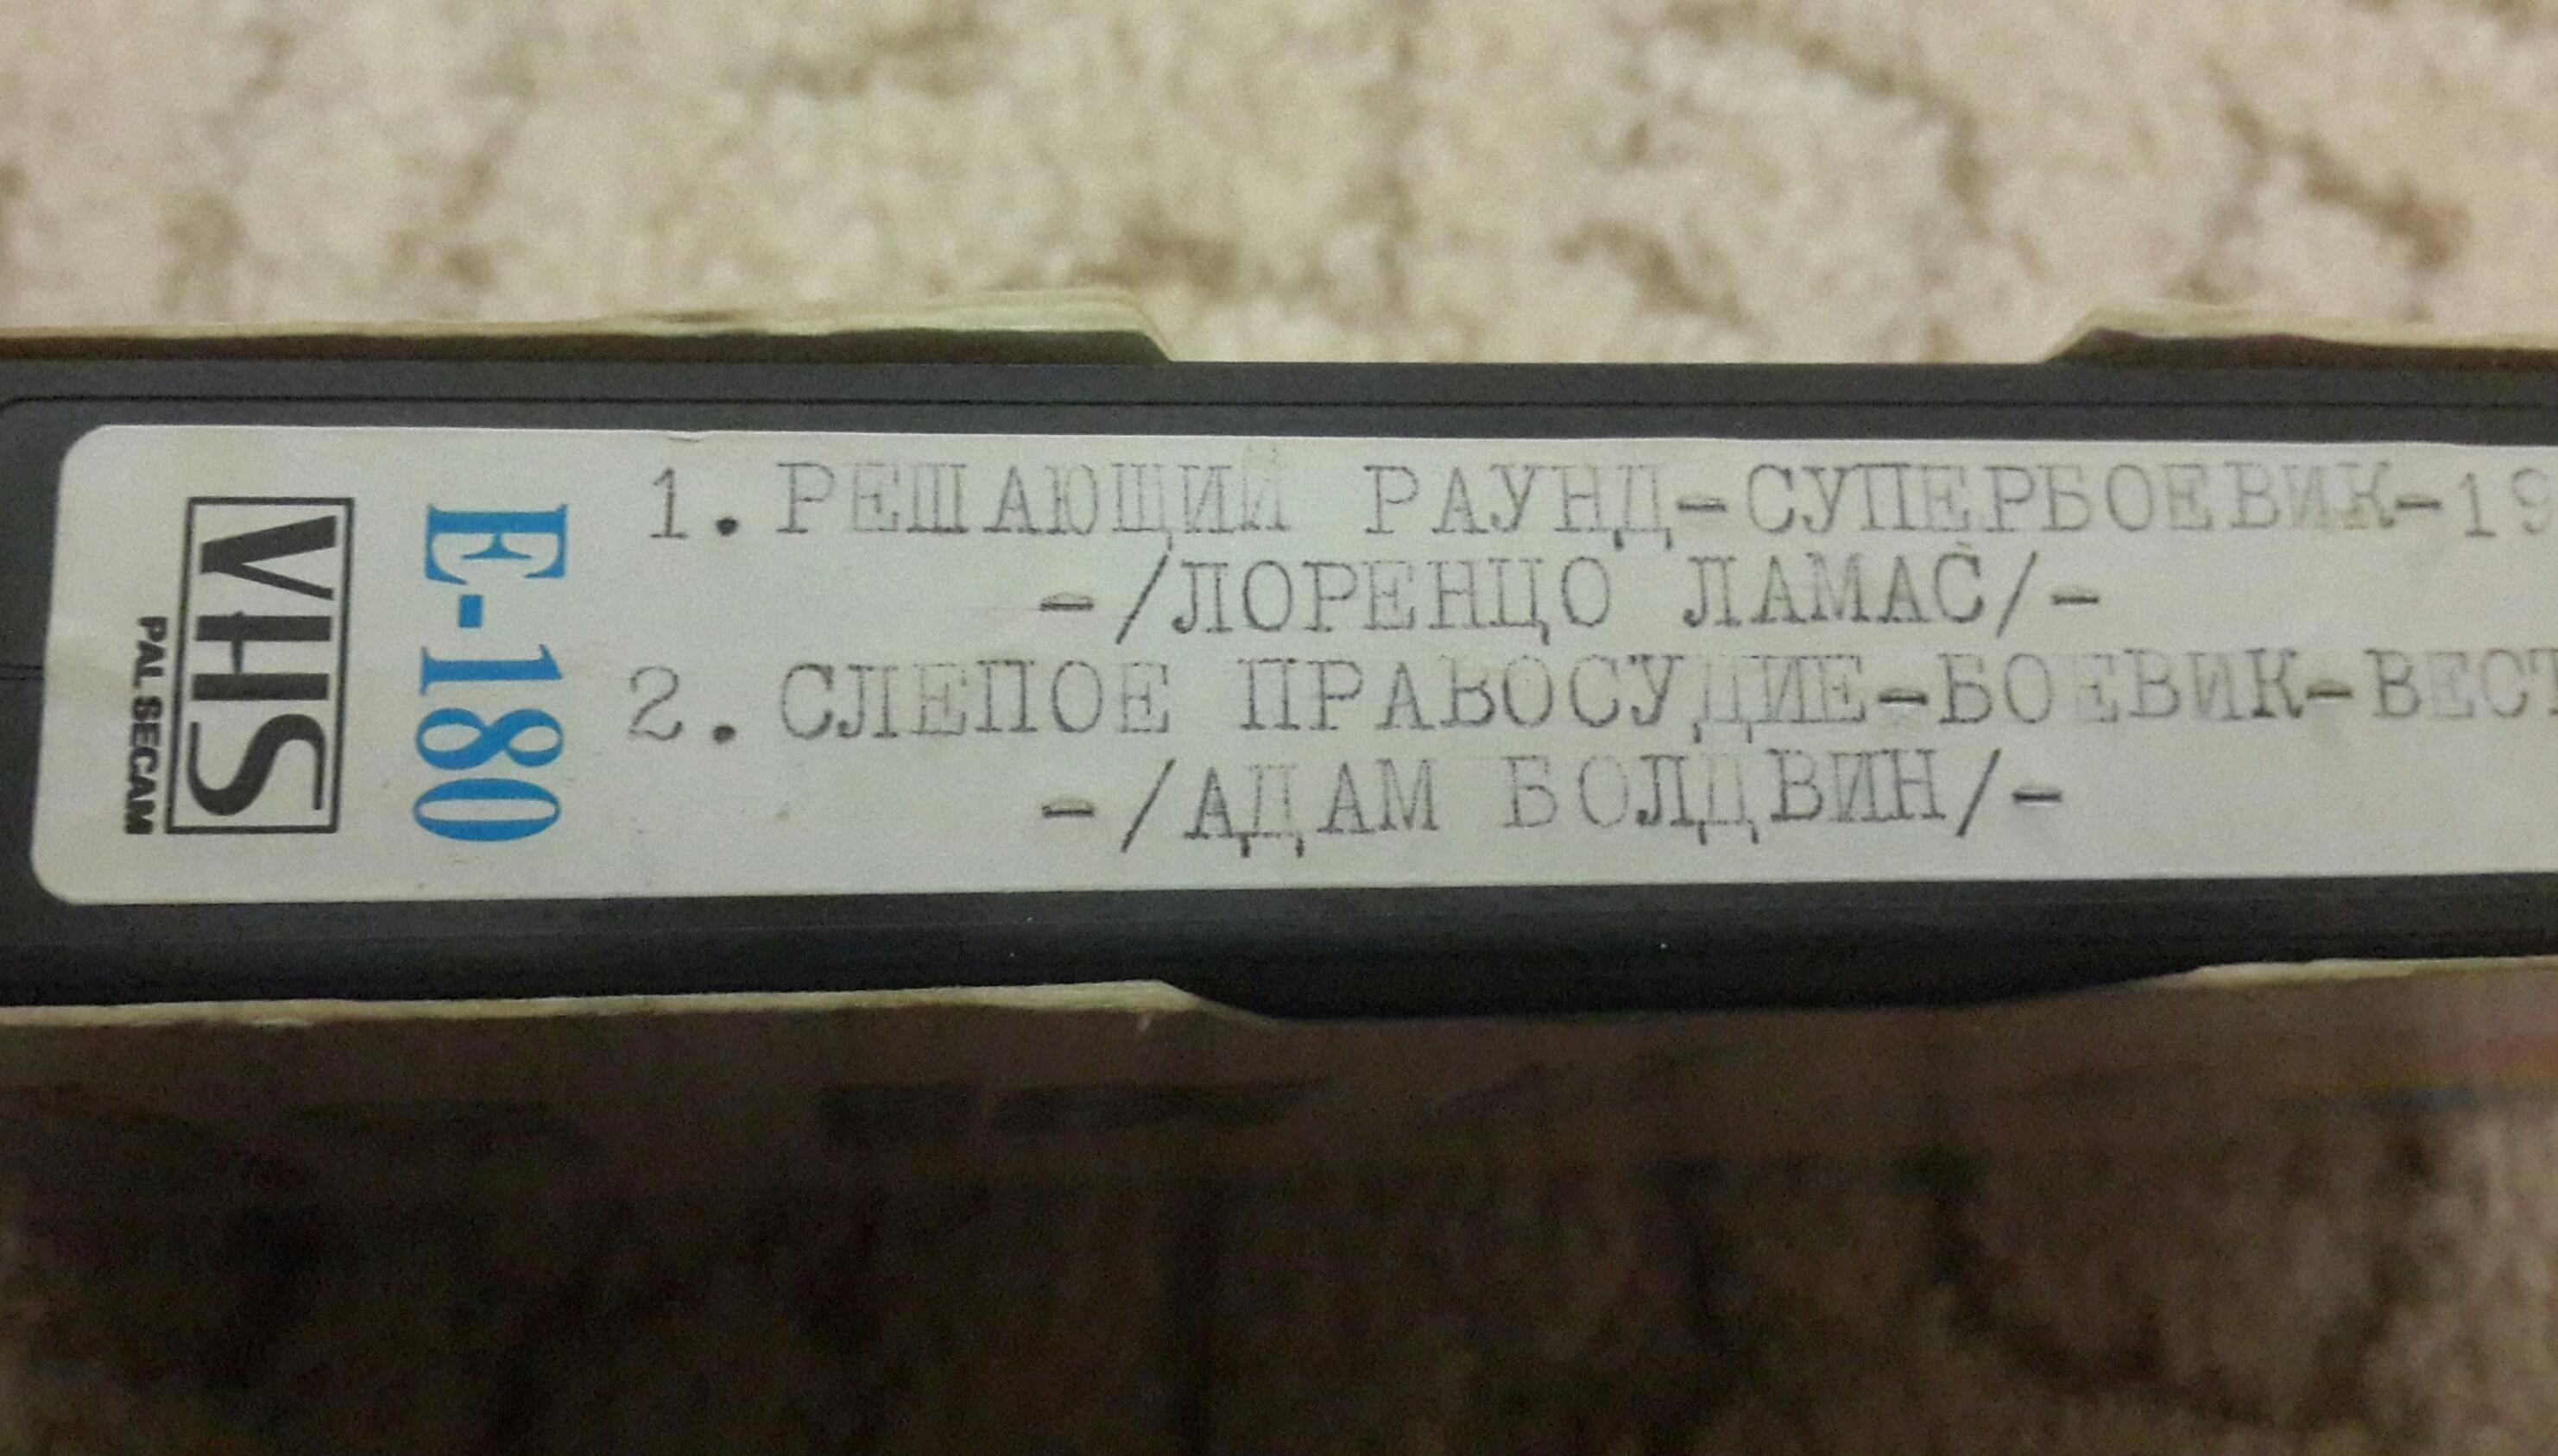 VHS
PAL SECAM
E-180
1. РЕШАЮЩИЙ РАУНД-СУПЕРБОЕВИК-19
-/ЛОРЕНЦО ЛАМАС/-
2. СЛЕПОЕ ПРАВОСУДИЕ-БОЕВИК-ВЕСТ
-/АДАМ БОЛДВИН/-